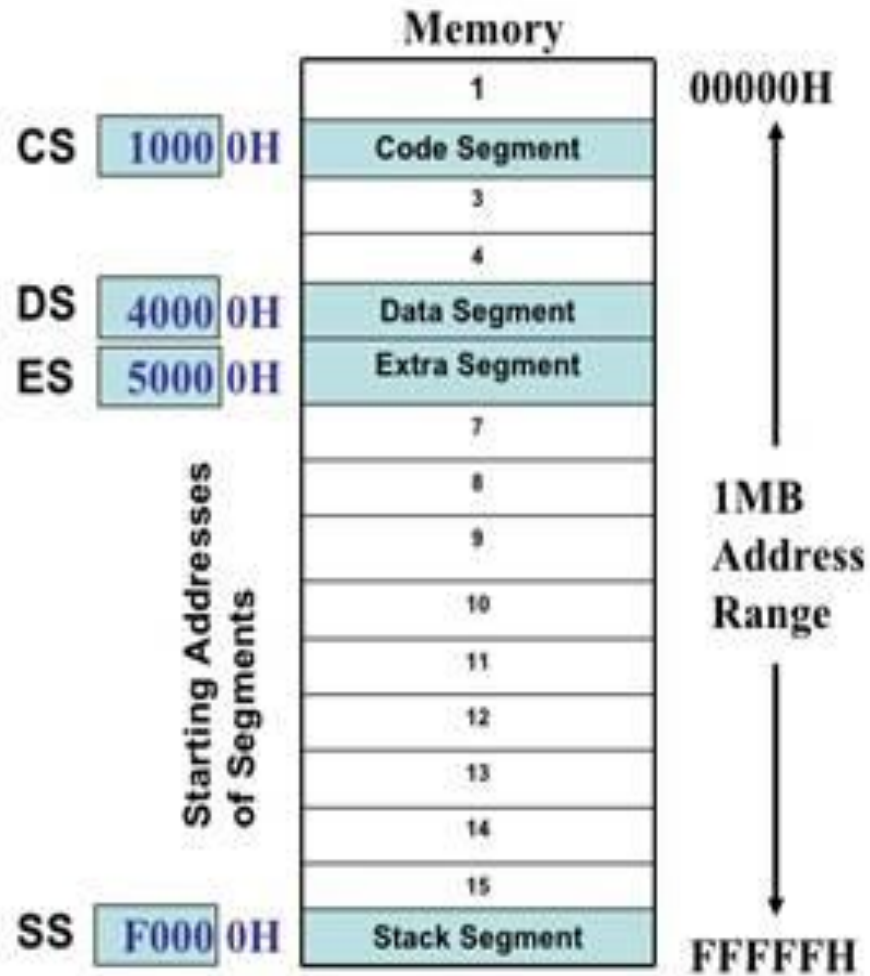 Memory
1
00000H
CS 1000 0H Code Segment
3
4
DS 4000 0H Data Segment
ES 5000 0H Extra Segment
7
8
9
10
11
12
13
14
15
Starting Addresses
of Segments
1MB
Address
Range
SS F000 0H Stack Segment
FFFFFH